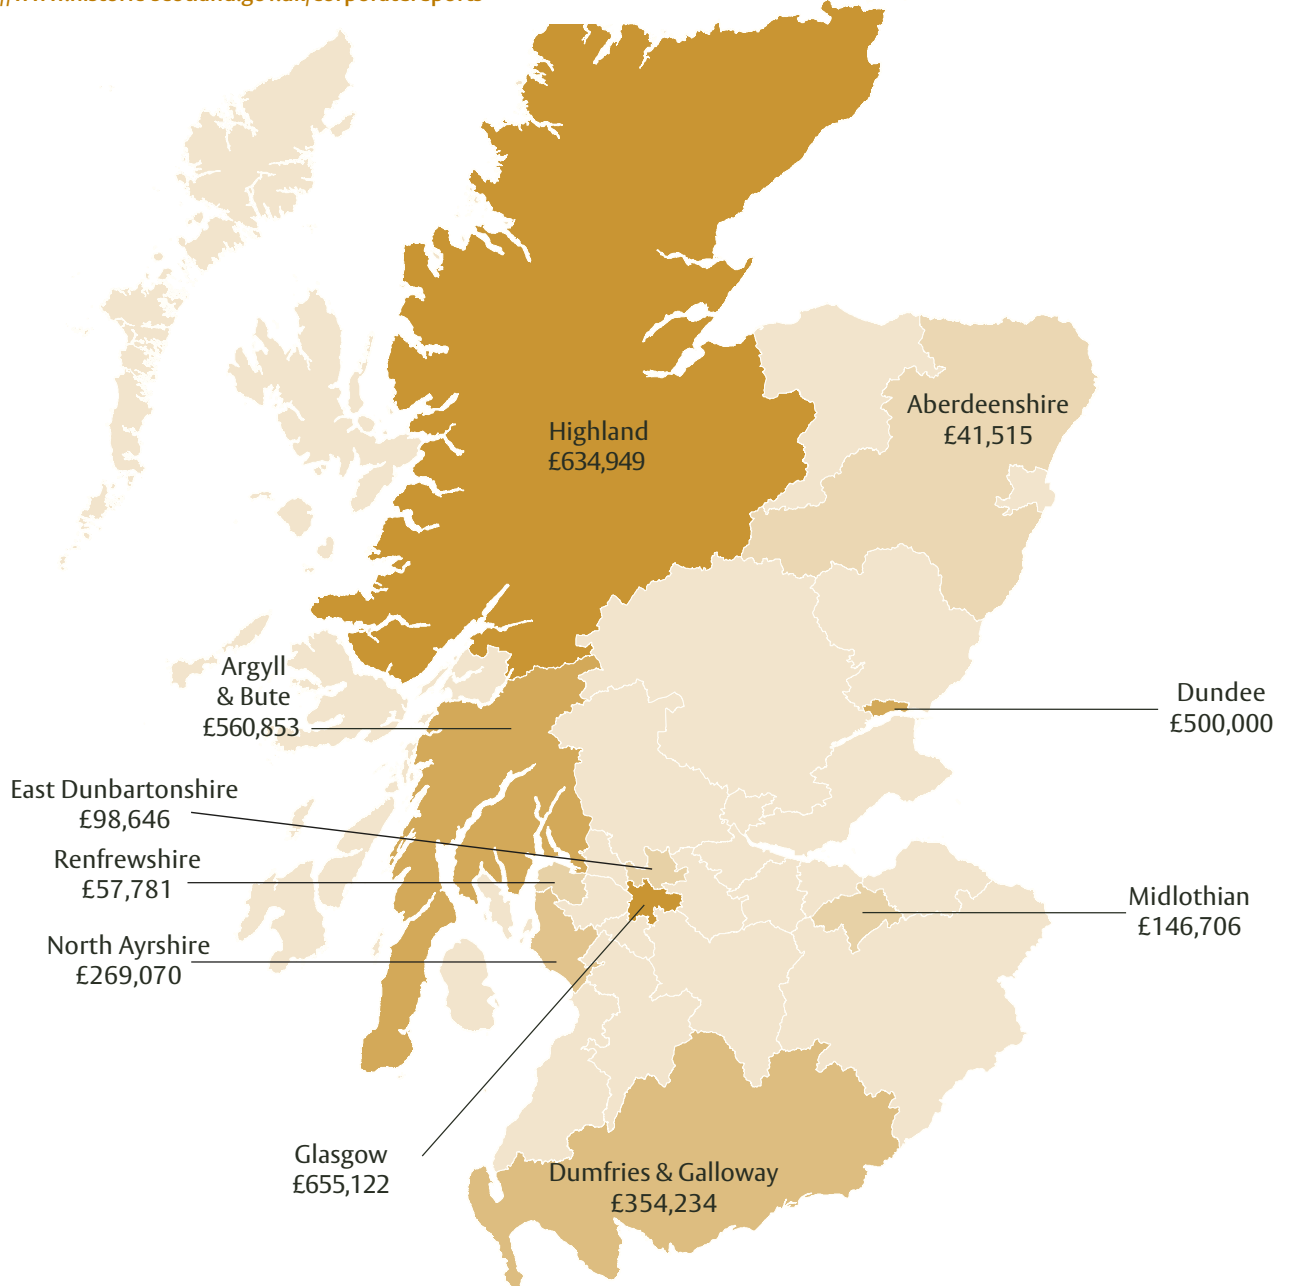 Highland
£634,949
Aberdeenshire
£41,515
Argyll
& Bute
£560,853
Dundee
£500,000
East Dunbartonshire
£98,646
Renfrewshire
£57,781
Midlothian
£146,706
North Ayrshire
£269,070
Glasgow
£655,122
Dumfries & Galloway
£354,234